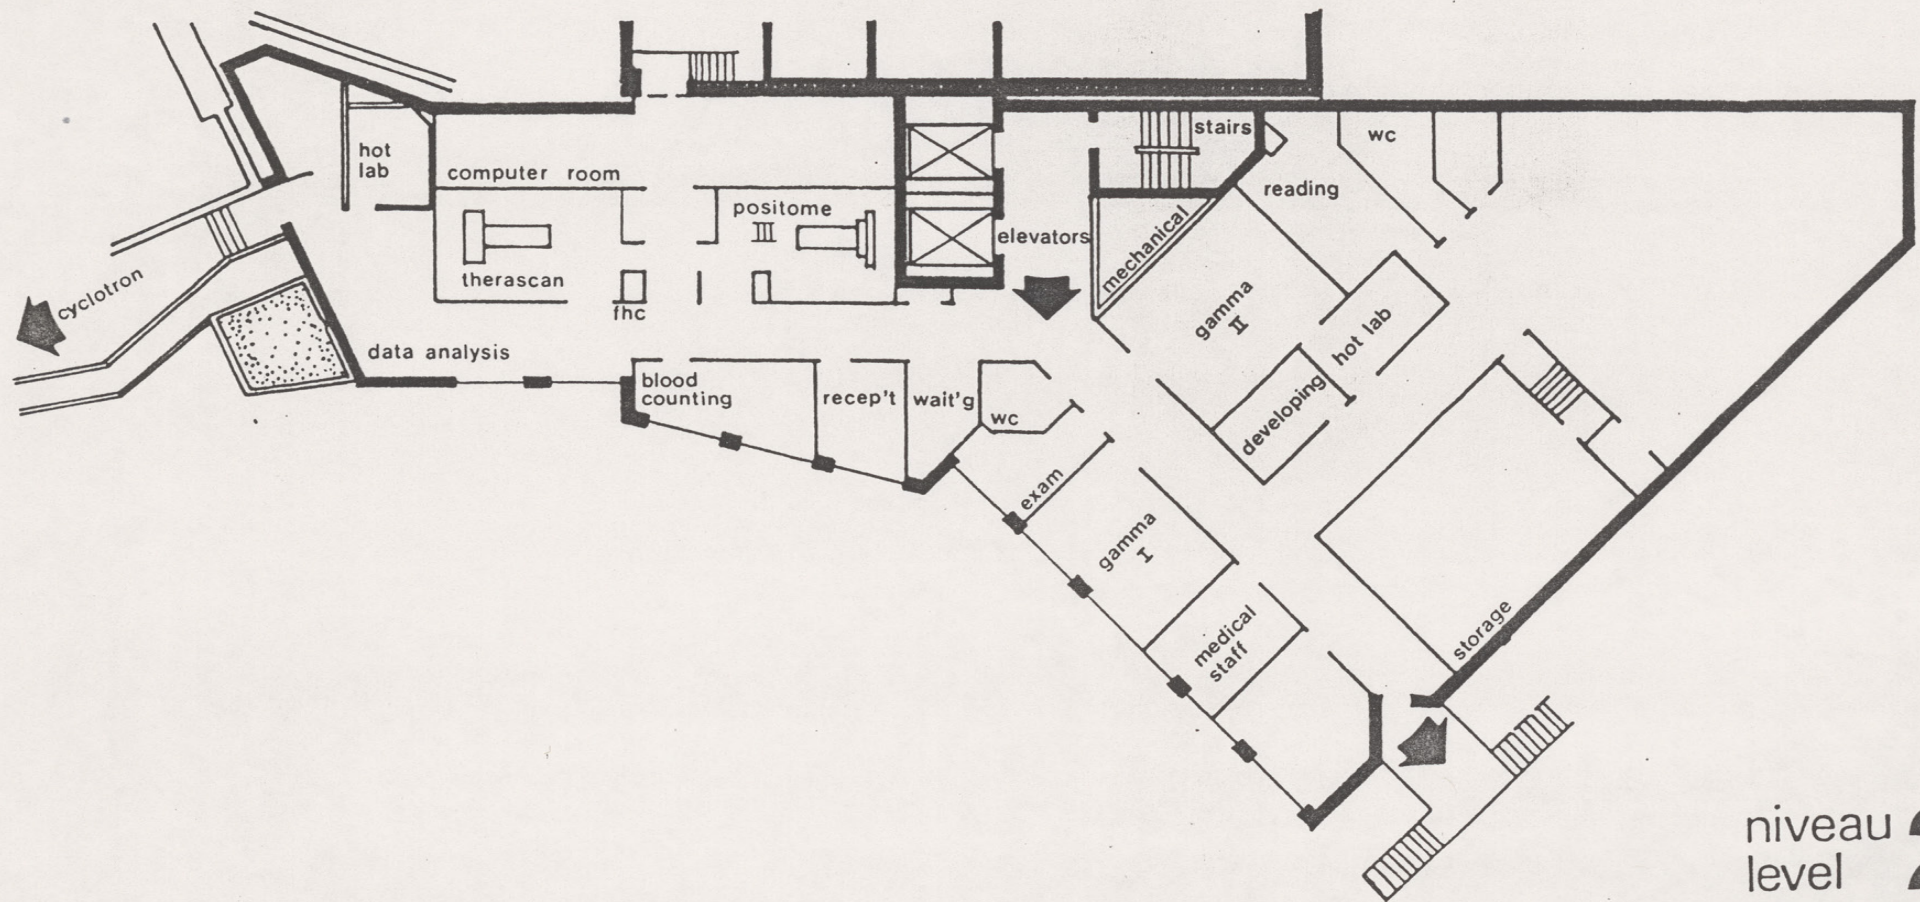 hot
lab
computer room
positome
therascan
fhc
cyclotron
data analysis
elevators
stairs
mechanical
reading
wc
gamma
II
hot lab
developing
blood
counting
recep't
wait'g
wc
exam
gamma
I
medical
staff
storage
niveau
level